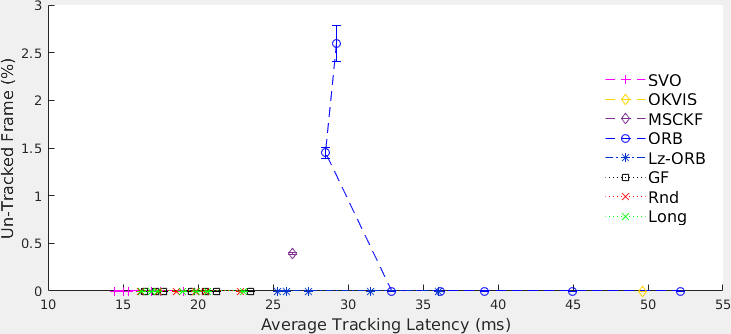 3
2.5
2
1.5
1
0.5
0
Un-Tracked Frame (%)
SVO
OKVIS
MSCKF
ORB
Lz-ORB
GF
Rnd
Long
10 15 20 25 30 35 40 45 50 55
Average Tracking Latency (ms)